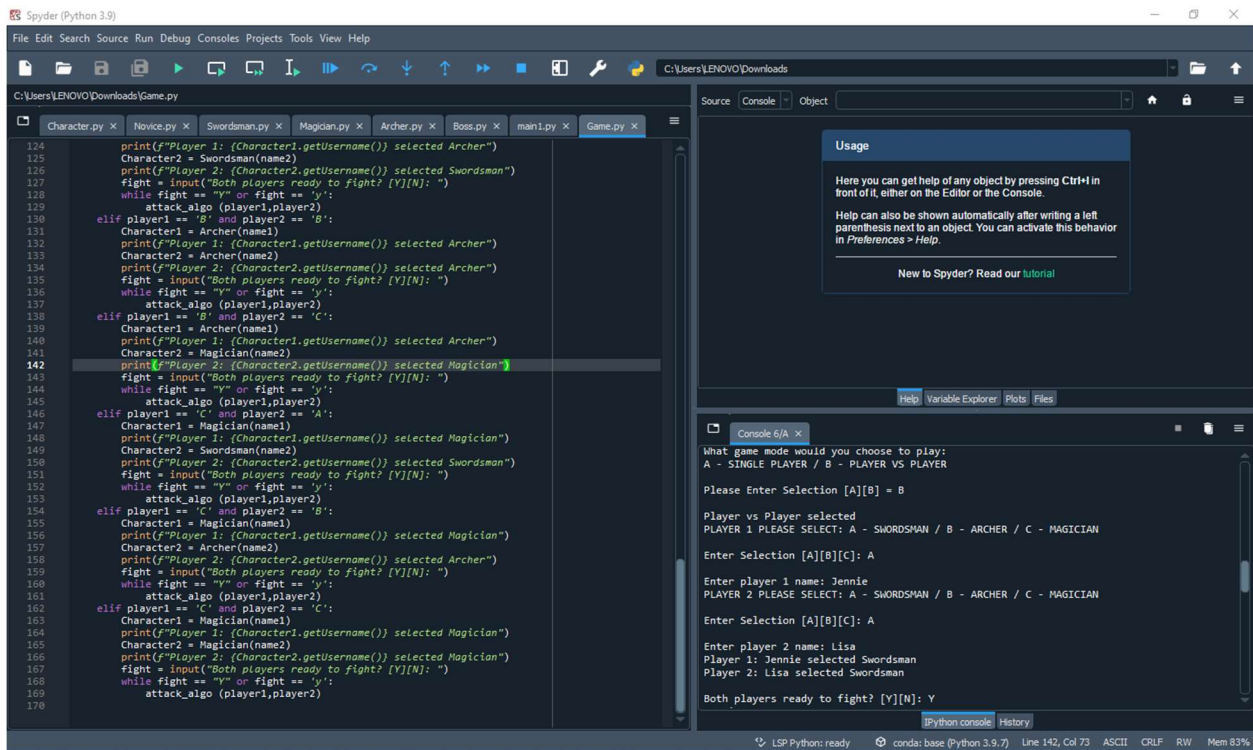 Spyder (Python 3.9)
File Edit Search Source Run Debug Consoles Projects Tools View Help
C:\Users\LENOVO\Downloads
C:\Users\LENOVO\Downloads\Game.py
Character.py Novice.py Swordsman.py Magician.py Archer.py Boss.py main1.py Game.py
124 print(f"Player 1: {Character1.getUsername()} selected Archer")
125 Character2 = Swordsman(name2)
126 print(f"Player 2: {Character2.getUsername()} selected Swordsman")
127 fight = input("Both players ready to fight? [Y][N]: ")
128 while fight == "Y" or fight == 'y':
129 attack_algo (player1,player2)
130 elif player1 == 'B' and player2 == 'B':
131 Character1 = Archer(name1)
132 print(f"Player 1: {Character1.getUsername()} selected Archer")
133 Character2 = Archer(name2)
134 print(f"Player 2: {Character2.getUsername()} selected Archer")
135 fight = input("Both players ready to fight? [Y][N]: ")
136 while fight == "Y" or fight == 'y':
137 attack_algo (player1,player2)
138 elif player1 == 'B' and player2 == 'C':
139 Character1 = Archer(name1)
140 print(f"Player 1: {Character1.getUsername()} selected Archer")
141 Character2 = Magician(name2)
142 print(f"Player 2: {Character2.getUsername()} selected Magician")
143 fight = input("Both players ready to fight? [Y][N]: ")
144 while fight == "Y" or fight == 'y':
145 attack_algo (player1,player2)
146 elif player1 == 'C' and player2 == 'A':
147 Character1 = Magician(name1)
148 print(f"Player 1: {Character1.getUsername()} selected Magician")
149 Character2 = Swordsman(name2)
150 print(f"Player 2: {Character2.getUsername()} selected Swordsman")
151 fight = input("Both players ready to fight? [Y][N]: ")
152 while fight == "Y" or fight == 'y':
153 attack_algo (player1,player2)
154 elif player1 == 'C' and player2 == 'B':
155 Character1 = Magician(name1)
156 print(f"Player 1: {Character1.getUsername()} selected Magician")
157 Character2 = Archer(name2)
158 print(f"Player 2: {Character2.getUsername()} selected Archer")
159 fight = input("Both players ready to fight? [Y][N]: ")
160 while fight == "Y" or fight == 'y':
161 attack_algo (player1,player2)
162 elif player1 == 'C' and player2 == 'C':
163 Character1 = Magician(name1)
164 print(f"Player 1: {Character1.getUsername()} selected Magician")
165 Character2 = Magician(name2)
166 print(f"Player 2: {Character2.getUsername()} selected Magician")
167 fight = input("Both players ready to fight? [Y][N]: ")
168 while fight == "Y" or fight == 'y':
169 attack_algo (player1,player2)
170
Source Console Object
Usage
Here you can get help of any object by pressing Ctrl+I in
front of it, either on the Editor or the Console.
Help can also be shown automatically after writing a left
parenthesis next to an object. You can activate this behavior
in Preferences > Help.
New to Spyder? Read our tutorial
Help Variable Explorer Plots Files
Console 6/A
What game mode would you choose to play:
A - SINGLE PLAYER / B - PLAYER VS PLAYER
Please Enter Selection [A][B] = B
Player vs Player selected
PLAYER 1 PLEASE SELECT: A - SWORDSMAN / B - ARCHER / C - MAGICIAN
Enter Selection [A][B][C]: A
Enter player 1 name: Jennie
PLAYER 2 PLEASE SELECT: A - SWORDSMAN / B - ARCHER / C - MAGICIAN
Enter Selection [A][B][C]: A
Enter player 2 name: Lisa
Player 1: Jennie selected Swordsman
Player 2: Lisa selected Swordsman
Both players ready to fight? [Y][N]: Y
IPython console History
LSP Python: ready conda: base (Python 3.9.7) Line 142, Col 73 ASCII CRLF RW Mem 83%